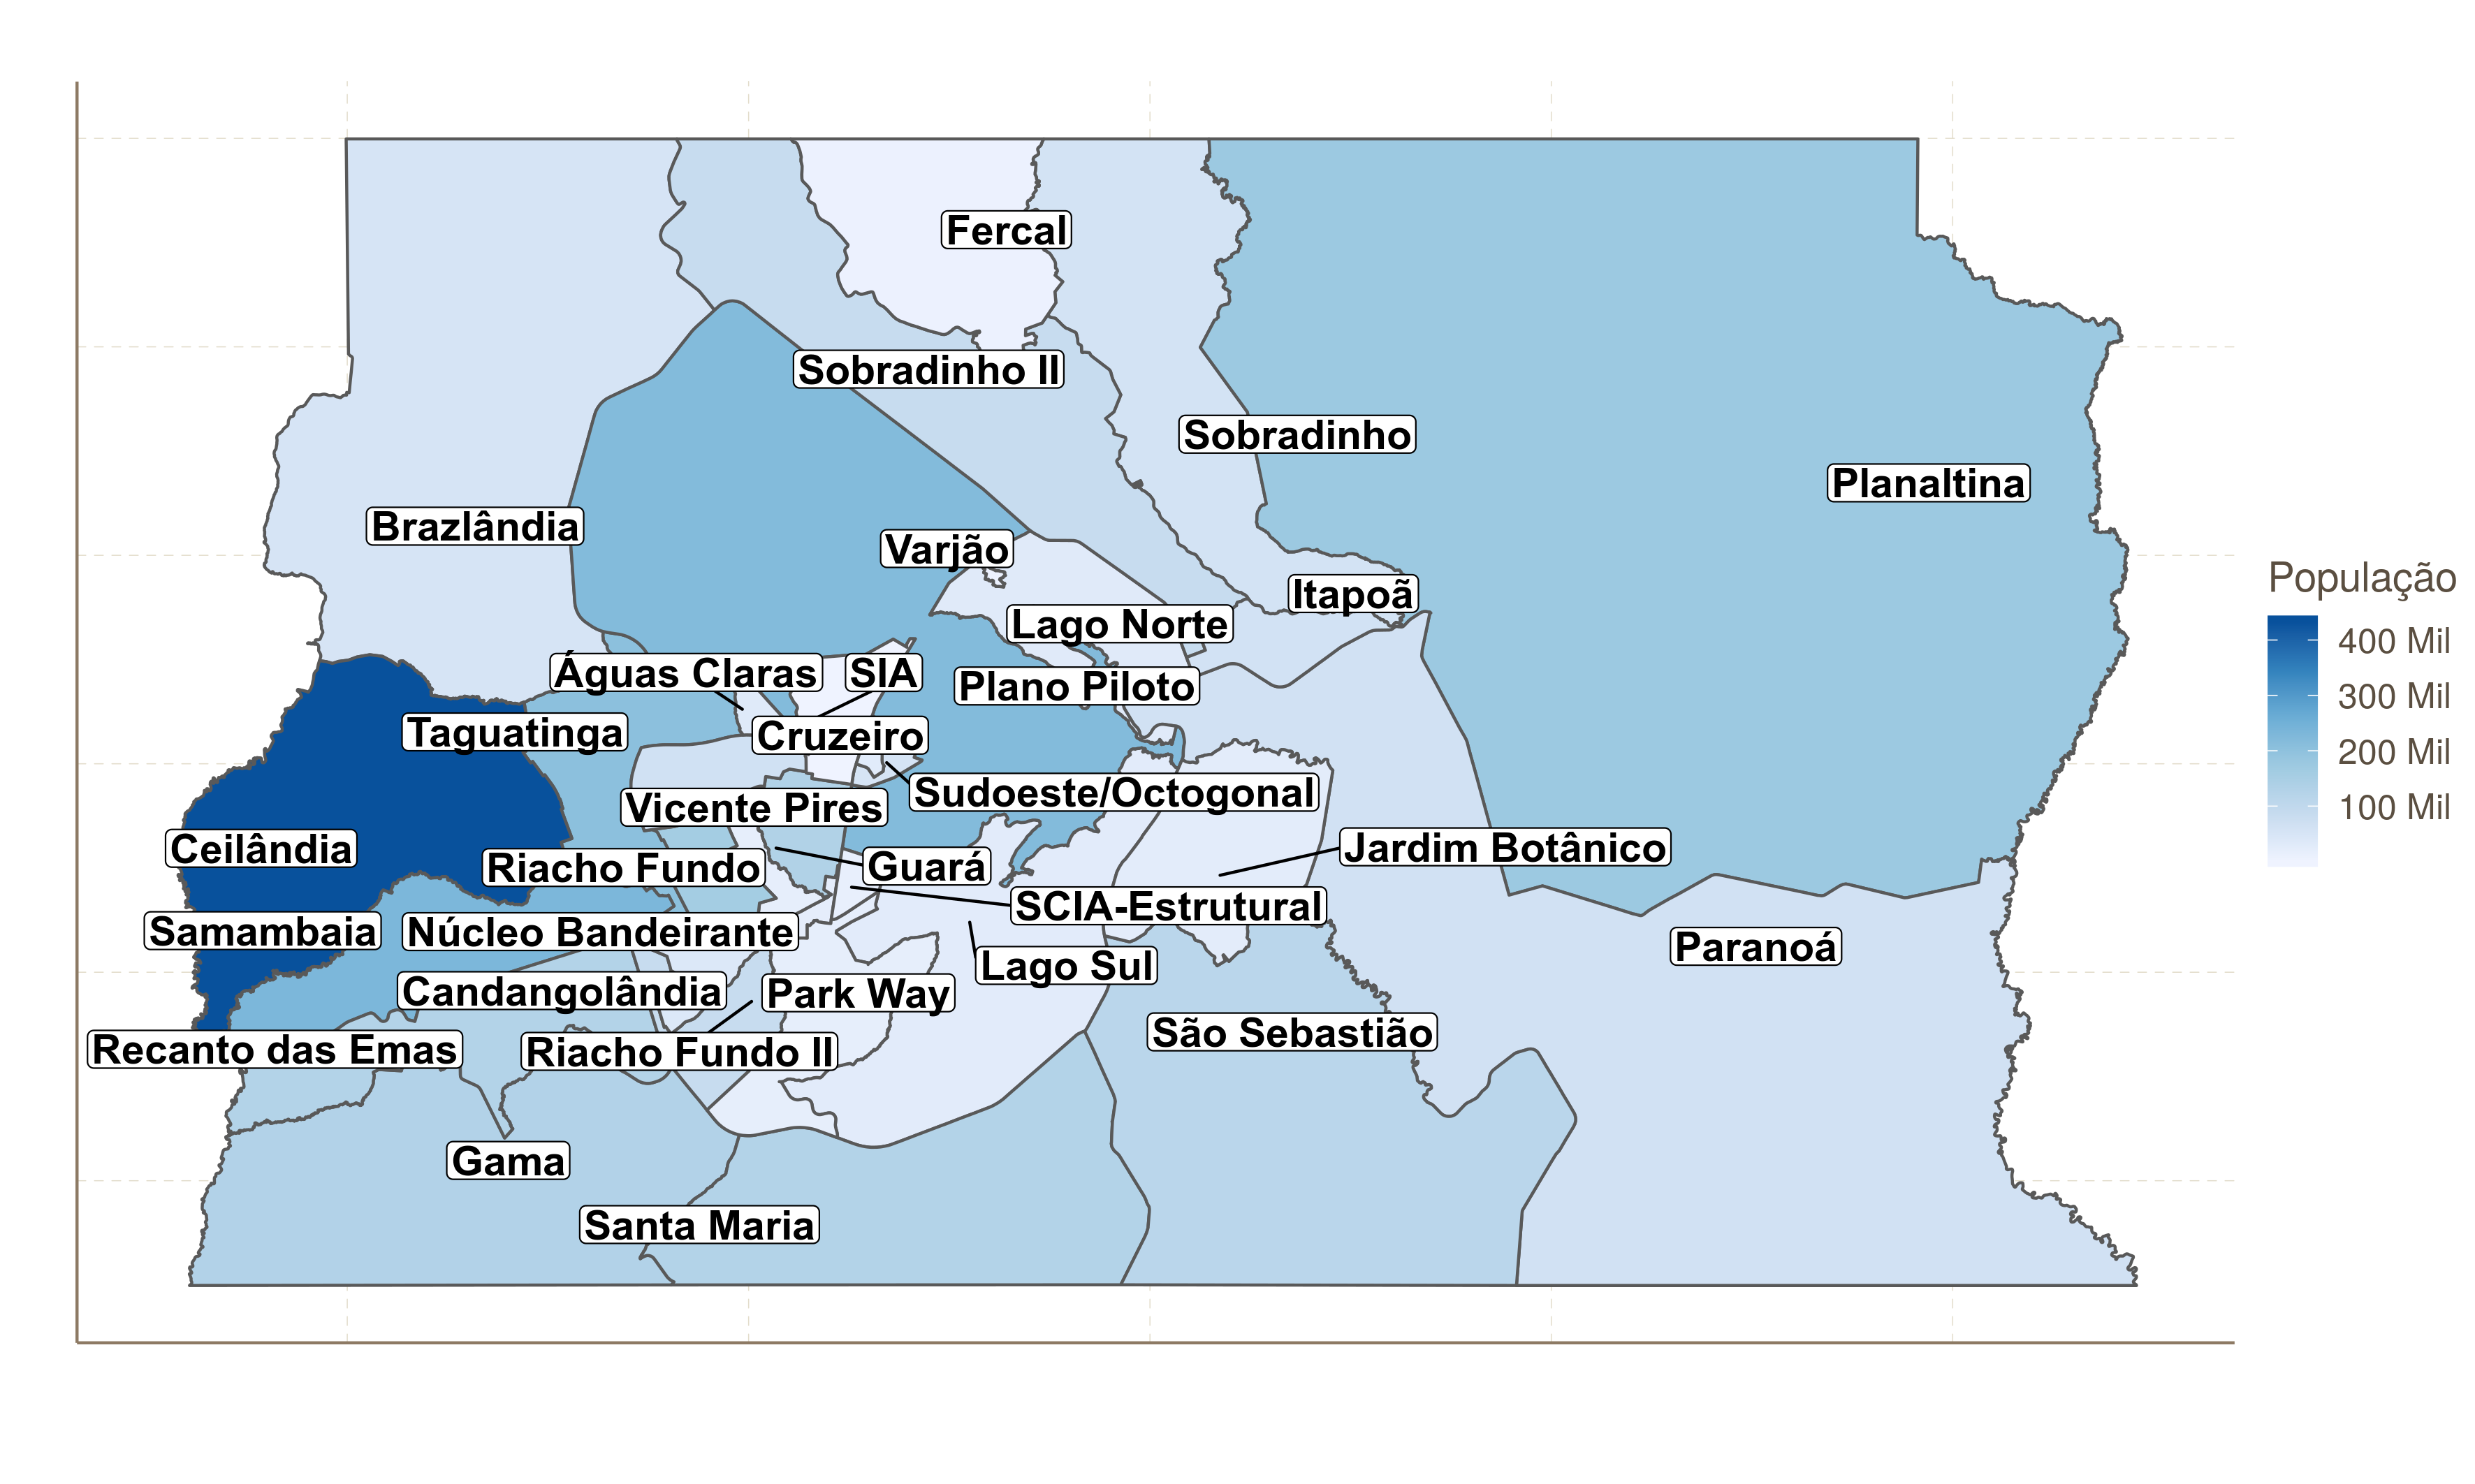 Fercal
Sobradinho II
Sobradinho
Planaltina
Brazlândia
Varjão
Itapoã
Lago Norte
Águas Claras
SIA
Plano Piloto
Taguatinga
Cruzeiro
Sudoeste/Octogonal
Vicente Pires
Ceilândia
Jardim Botânico
Riacho Fundo
Guará
SCIA-Estrutural
Samambaia
Núcleo Bandeirante
Paranoá
Lago Sul
Candangolândia
Park Way
São Sebastião
Recanto das Emas
Riacho Fundo II
Gama
Santa Maria
População
400 Mil
300 Mil
200 Mil
100 Mil